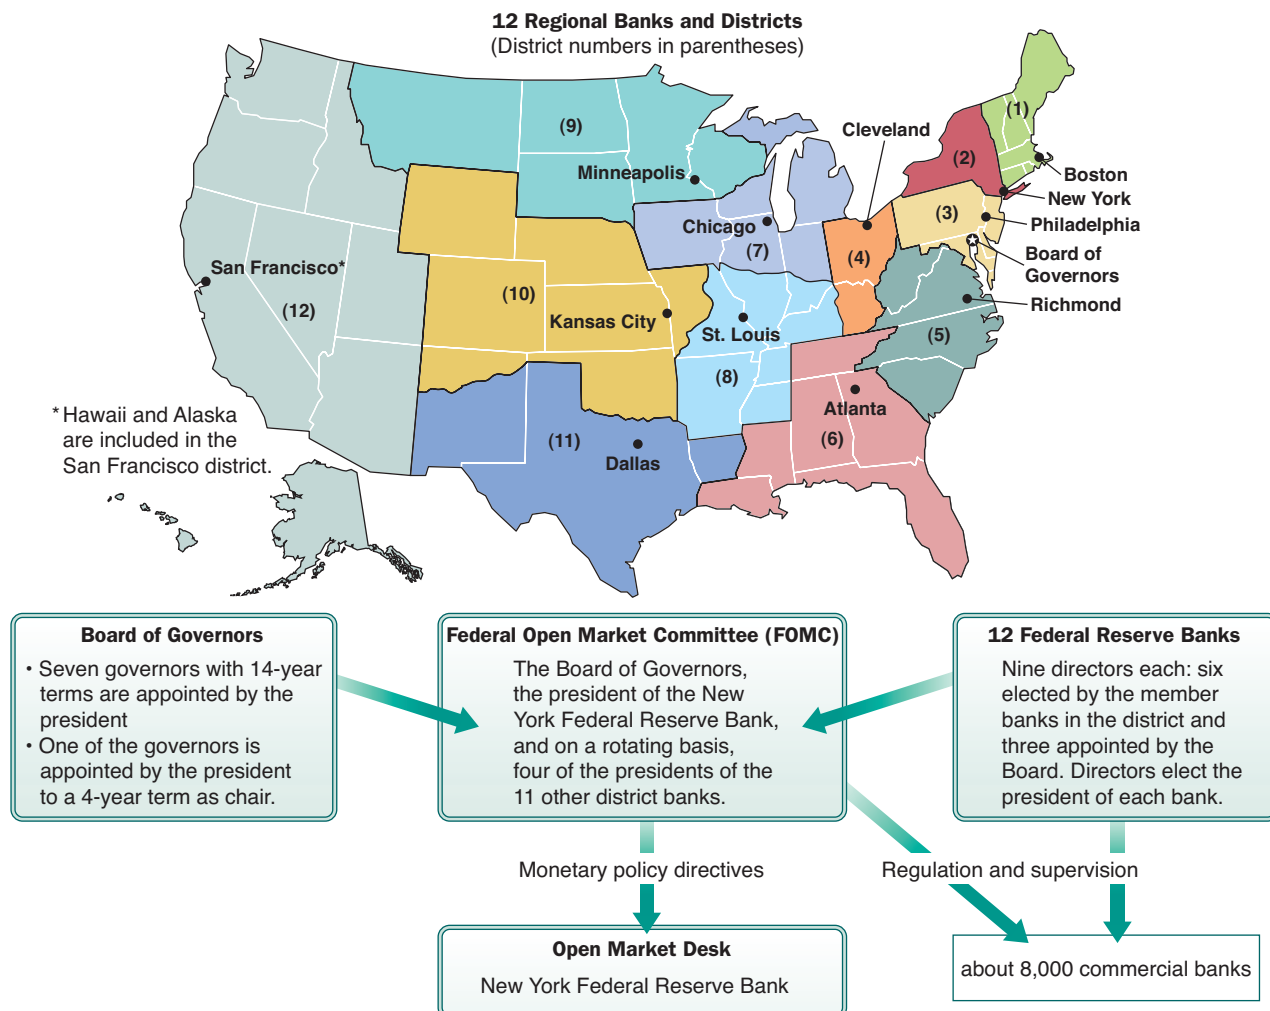 12 Regional Banks and Districts
(District numbers in parentheses)
(1)
(9)
Cleveland
(2)
Minneapolis
Boston
New York
(3)
Chicago
Philadelphia
(7)
(4)
Board of
Governors
San Francisco*
(10)
(12)
Kansas City
St. Louis
Richmond
(5)
(8)
*Hawaii and Alaska
are included in the
San Francisco district.
Atlanta
(6)
(11)
Dallas
Board of Governors
• Seven governors with 14-year
terms are appointed by the
president
• One of the governors is
appointed by the president
to a 4-year term as chair.
Federal Open Market Committee (FOMC)
The Board of Governors,
the president of the New
York Federal Reserve Bank,
and on a rotating basis,
four of the presidents of the
11 other district banks.
12 Federal Reserve Banks
Nine directors each: six
elected by the member
banks in the district and
three appointed by the
Board. Directors elect the
president of each bank.
Monetary policy directives
Regulation and supervision
Open Market Desk
New York Federal Reserve Bank
about 8,000 commercial banks